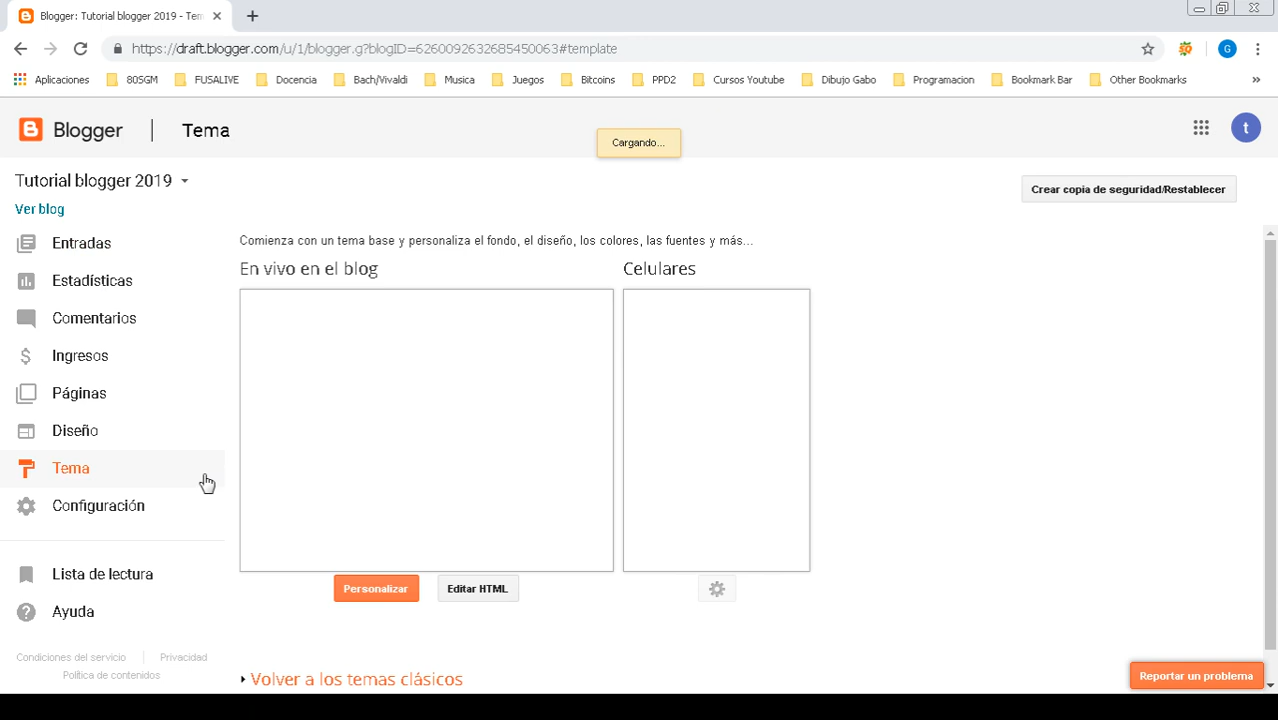 Blogger: Tutorial blogger 2019 - Tem
https://draft.blogger.com/u/1/blogger.g?blogID=6260092632685450063#template
G
Aplicaciones 80SGM FUSALIVE Docencia Bach/Vivaldi Musica Juegos Bitcoins PPD2 Cursos Youtube Dibujo Gabo Programacion Bookmark Bar Other Bookmarks »
Blogger | Tema
Cargando...
t
Tutorial blogger 2019
Crear copia de seguridad/Restablecer
Ver blog
Entradas
Comienza con un tema base y personaliza el fondo, el diseño, los colores, las fuentes y más...
En vivo en el blog
Celulares
Estadísticas
Comentarios
Ingresos
Páginas
Diseño
Tema
Configuración
Lista de lectura
Ayuda
Personalizar
Editar HTML
Condiciones del servicio
Privacidad
Política de contenidos
Volver a los temas clásicos
Reportar un problema